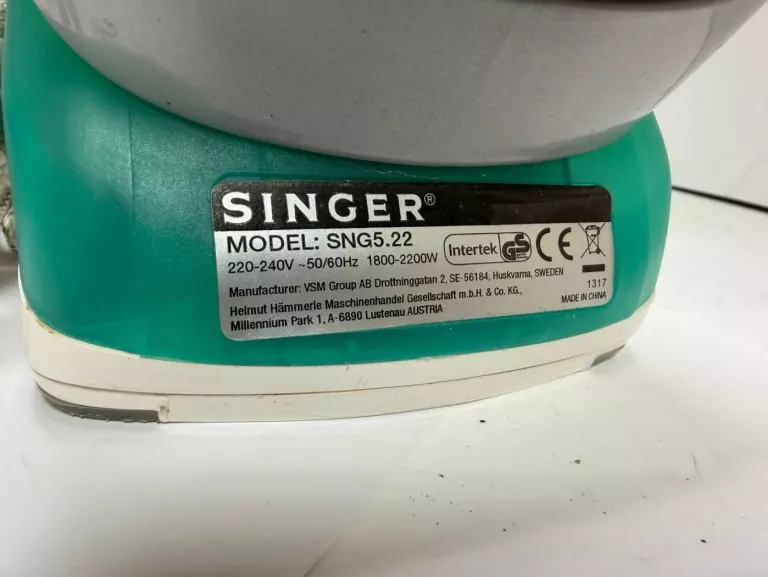 SINGER®
MODEL: SNG5.22
220-240V ~50/60Hz 1800-2200W
Intertek GS CE
Manufacturer: VSM Group AB Drottninggatan 2, SE-56184, Huskvarna, SWEDEN
Helmut Hämmerle Maschinenhandel Gesellschaft m.b.H. & Co. KG.,
Millennium Park 1, A-6890 Lustenau AUSTRIA
1317
MADE IN CHINA